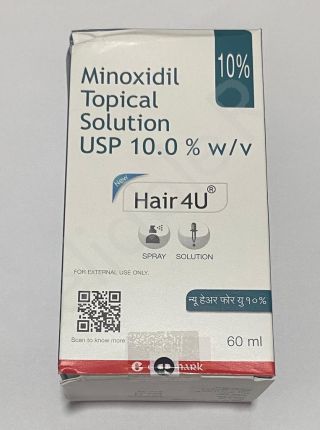 10%
Minoxidil
Topical
Solution
USP 10.0 % w/v
New
Hair 4U®
SPRAY SOLUTION
FOR EXTERNAL USE ONLY.
न्यू हेअर फोर यु १०%
Scan to know more
60 ml